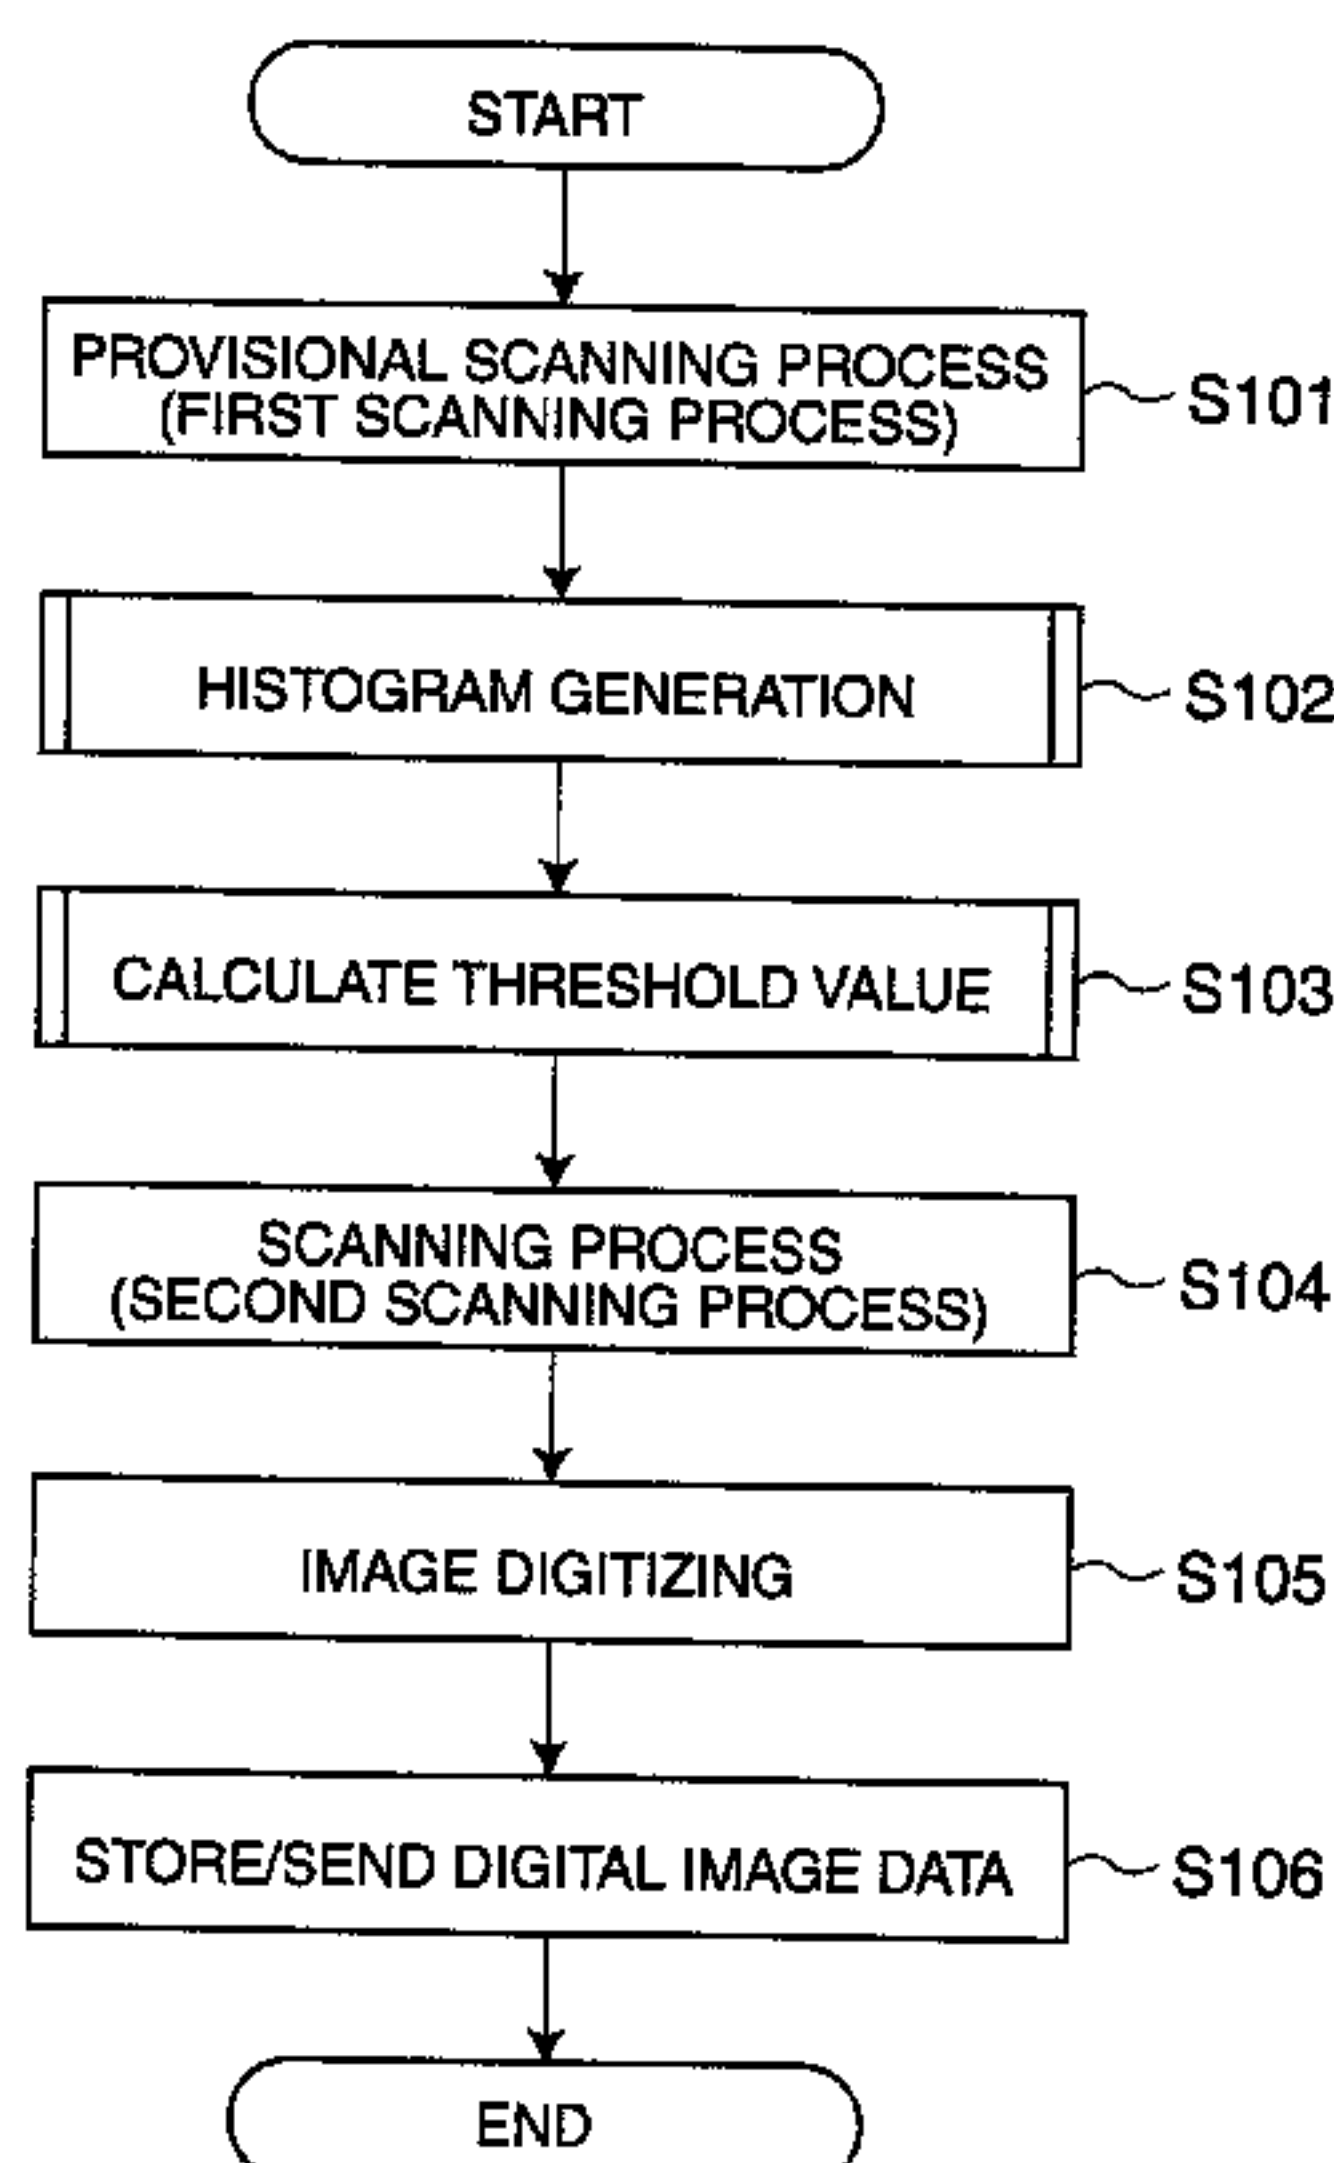 START
PROVISIONAL SCANNING PROCESS
(FIRST SCANNING PROCESS)
S101
HISTOGRAM GENERATION
S102
CALCULATE THRESHOLD VALUE
S103
SCANNING PROCESS
(SECOND SCANNING PROCESS)
S104
IMAGE DIGITIZING
S105
STORE/SEND DIGITAL IMAGE DATA
S106
END